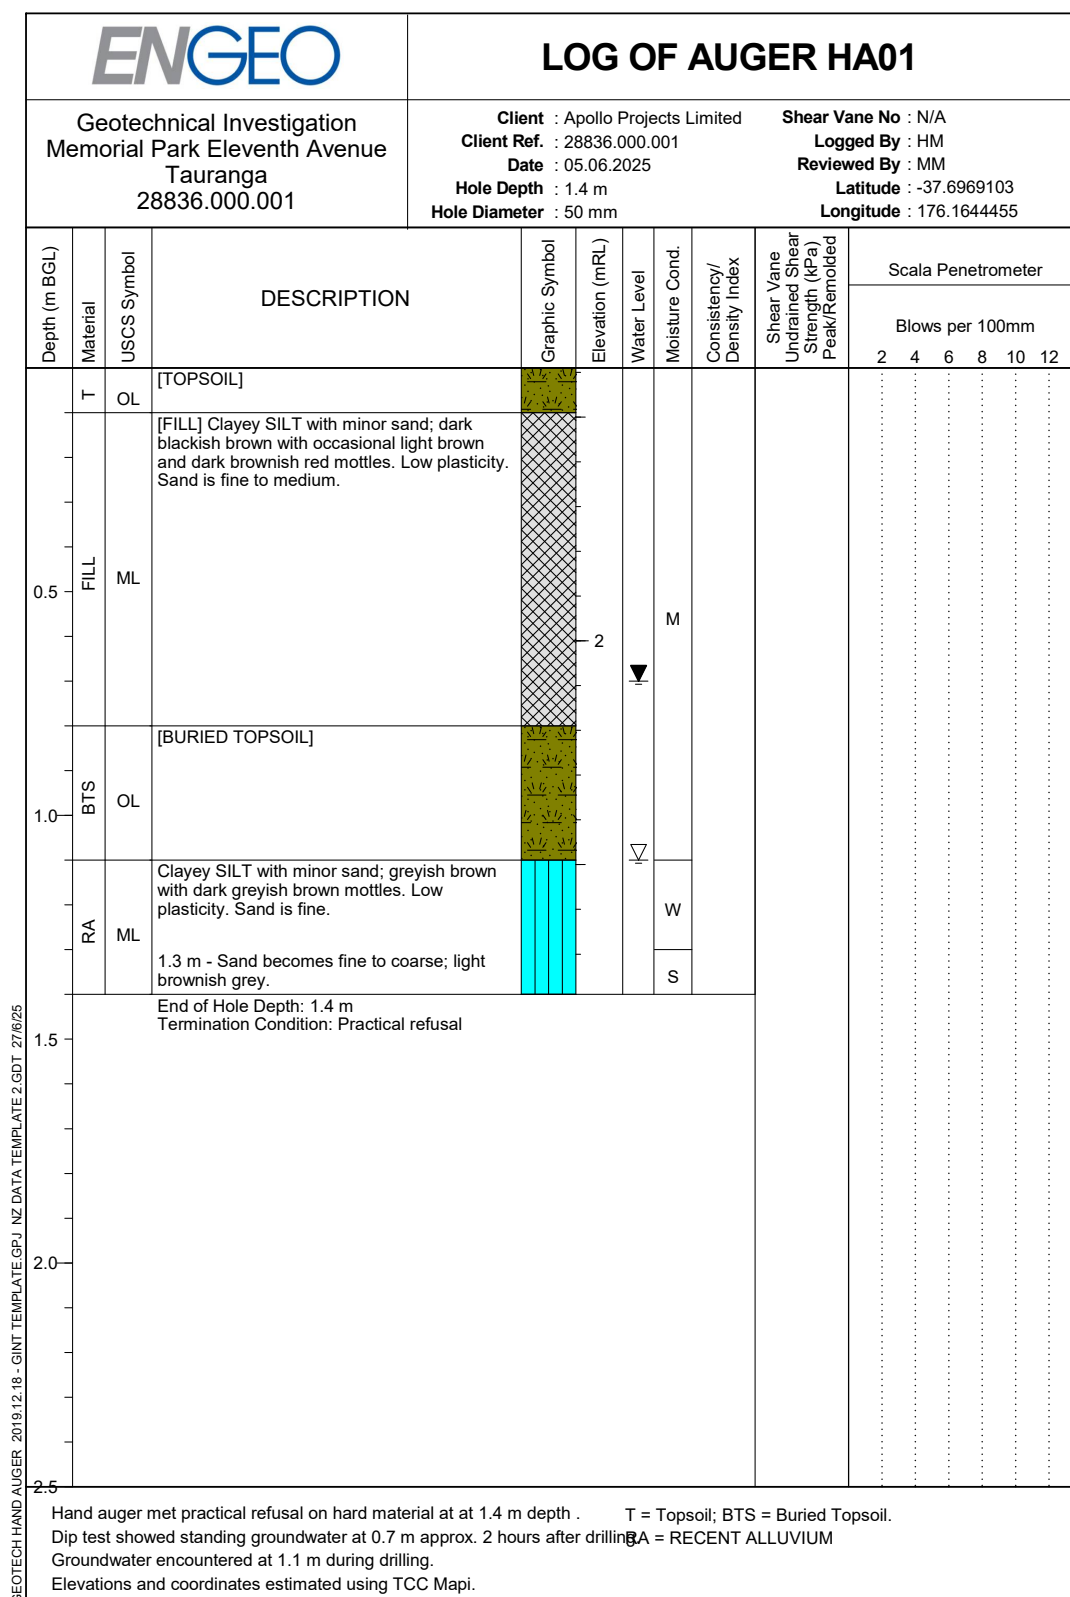 ENGEO
LOG OF AUGER HA01
Geotechnical Investigation
Memorial Park Eleventh Avenue
Tauranga
28836.000.001
Client : Apollo Projects Limited
Client Ref. : 28836.000.001
Date : 05.06.2025
Hole Depth : 1.4 m
Hole Diameter : 50 mm
Shear Vane No : N/A
Logged By : HM
Reviewed By : MM
Latitude : -37.6969103
Longitude : 176.1644455
Depth (m BGL)
Material
USCS Symbol
DESCRIPTION
Graphic Symbol
Elevation (mRL)
Water Level
Moisture Cond.
Consistency/
Density Index
Shear Vane
Undrained Shear
Strength (kPa)
Peak/Remolded
Scala Penetrometer
Blows per 100mm
2 4 6 8 10 12
T
OL
[TOPSOIL]
FILL
ML
[FILL] Clayey SILT with minor sand; dark
blackish brown with occasional light brown
and dark brownish red mottles. Low plasticity.
Sand is fine to medium.
0.5
M
2
BTS
OL
[BURIED TOPSOIL]
1.0
RA
ML
Clayey SILT with minor sand; greyish brown
with dark greyish brown mottles. Low
plasticity. Sand is fine.
W
1.3 m - Sand becomes fine to coarse; light
brownish grey.
S
End of Hole Depth: 1.4 m
Termination Condition: Practical refusal
1.5
2.0
2.5
Hand auger met practical refusal on hard material at at 1.4 m depth .
Dip test showed standing groundwater at 0.7 m approx. 2 hours after drilling.
Groundwater encountered at 1.1 m during drilling.
Elevations and coordinates estimated using TCC Mapi.
T = Topsoil; BTS = Buried Topsoil.
RA = RECENT ALLUVIUM
GEOTECH HAND AUGER 2019.12.18 - GINT TEMPLATE.GPJ NZ DATA TEMPLATE 2.GDT 27/6/25